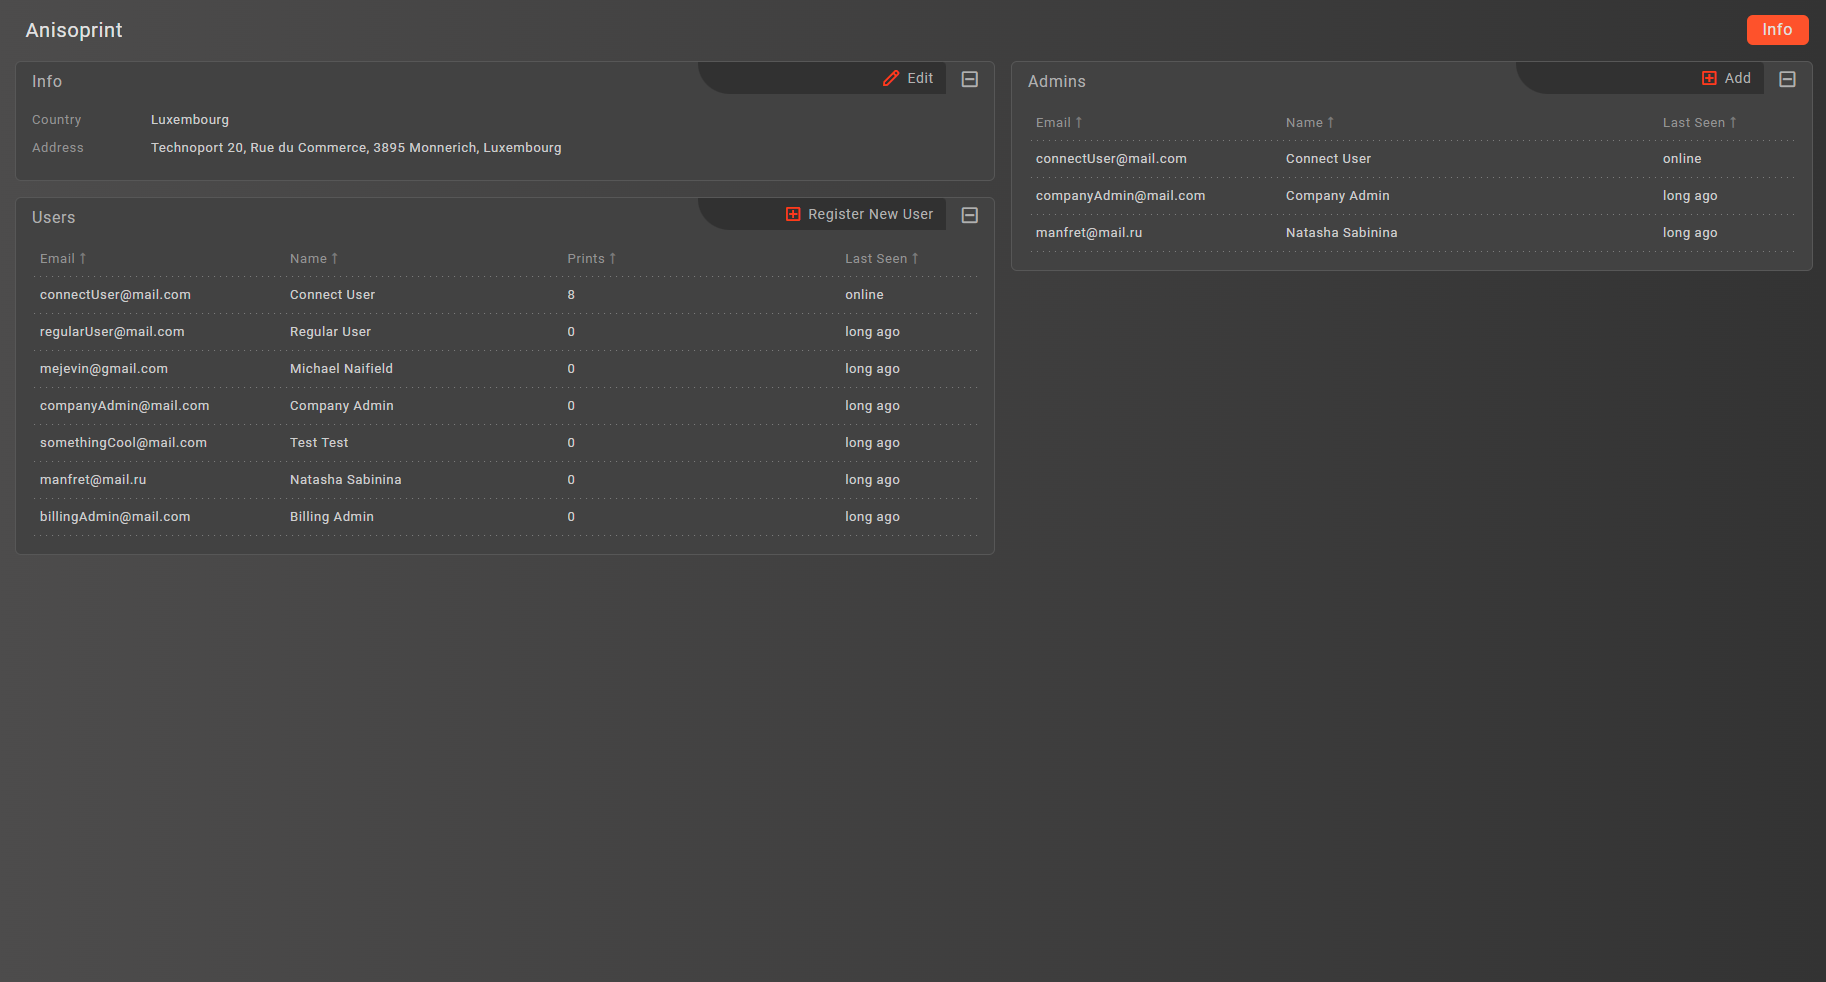 Anisoprint
Info
Info
Edit
Country Luxembourg
Address Technoport 20, Rue du Commerce, 3895 Monnerich, Luxembourg
Users
Register New User
Email ↑ Name ↑ Prints ↑ Last Seen ↑
connectUser@mail.com Connect User 8 online
regularUser@mail.com Regular User 0 long ago
mejevin@gmail.com Michael Naifield 0 long ago
companyAdmin@mail.com Company Admin 0 long ago
somethingCool@mail.com Test Test 0 long ago
manfret@mail.ru Natasha Sabinina 0 long ago
billingAdmin@mail.com Billing Admin 0 long ago
Admins
Add
Email ↑ Name ↑ Last Seen ↑
connectUser@mail.com Connect User online
companyAdmin@mail.com Company Admin long ago
manfret@mail.ru Natasha Sabinina long ago